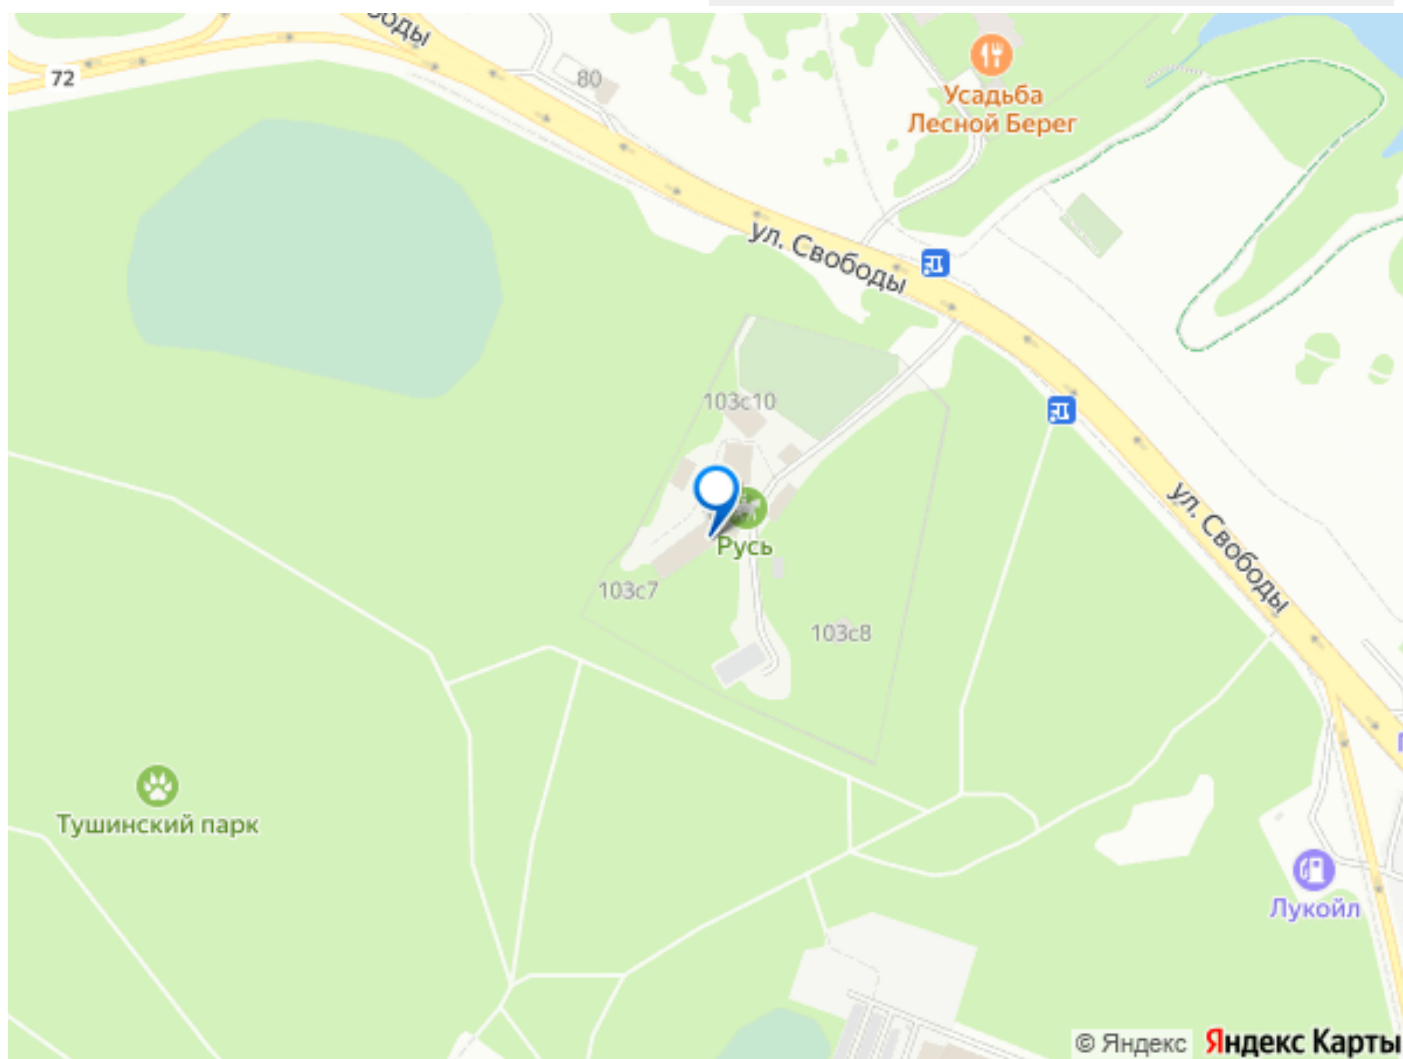 боды
72
80
Усадьба
Лесной Берег
ул. Свободы
103с10
Русь
103с7
103с8
ул. Свободы
Тушинский парк
Лукойл
© Яндекс Яндекс Карты